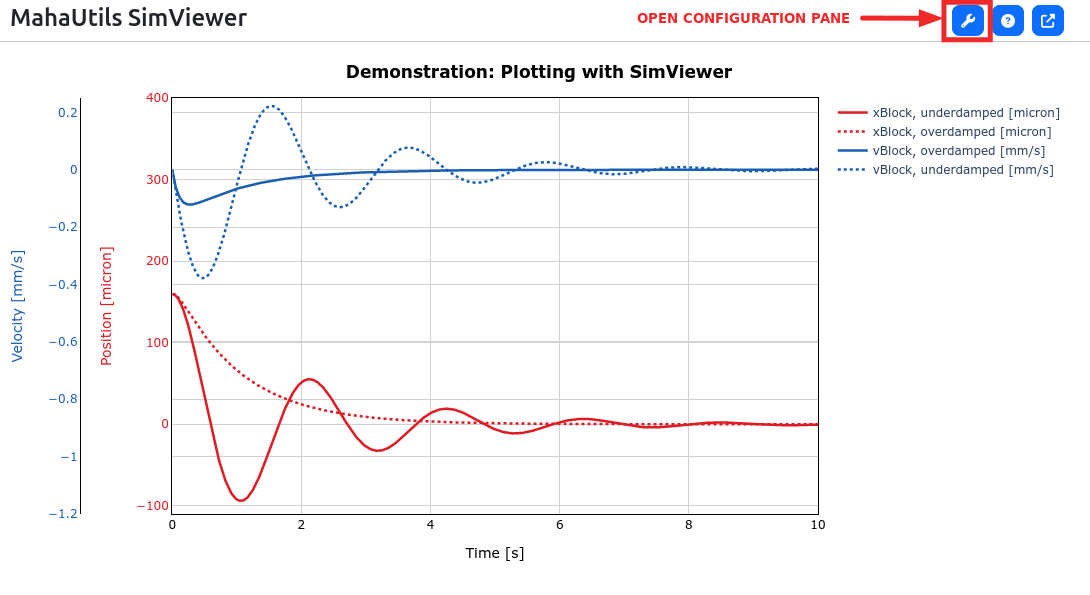 MahaUtils SimViewer
OPEN CONFIGURATION PANE
?
Demonstration: Plotting with SimViewer
Velocity [mm/s]
0.2
0
−0.2
−0.4
−0.6
−0.8
−1
−1.2
Position [micron]
400
300
200
100
0
−100
0 2 4 6 8 10
Time [s]
xBlock, underdamped [micron]
xBlock, overdamped [micron]
vBlock, overdamped [mm/s]
vBlock, underdamped [mm/s]